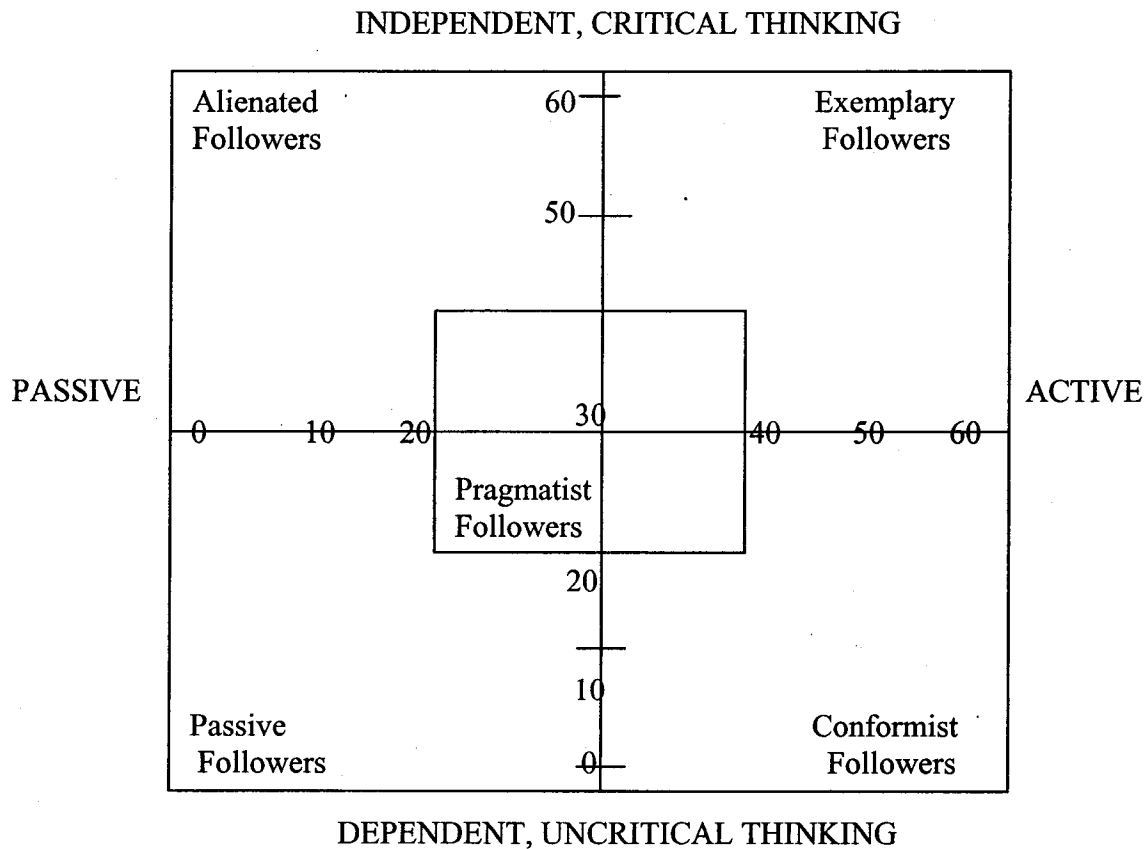 INDEPENDENT, CRITICAL THINKING
Alienated
Followers
60
Exemplary
Followers
50
PASSIVE
ACTIVE
0 10 20 30 40 50 60
Pragmatist
Followers
20
10
Passive
Followers
0
Conformist
Followers
DEPENDENT, UNCRITICAL THINKING